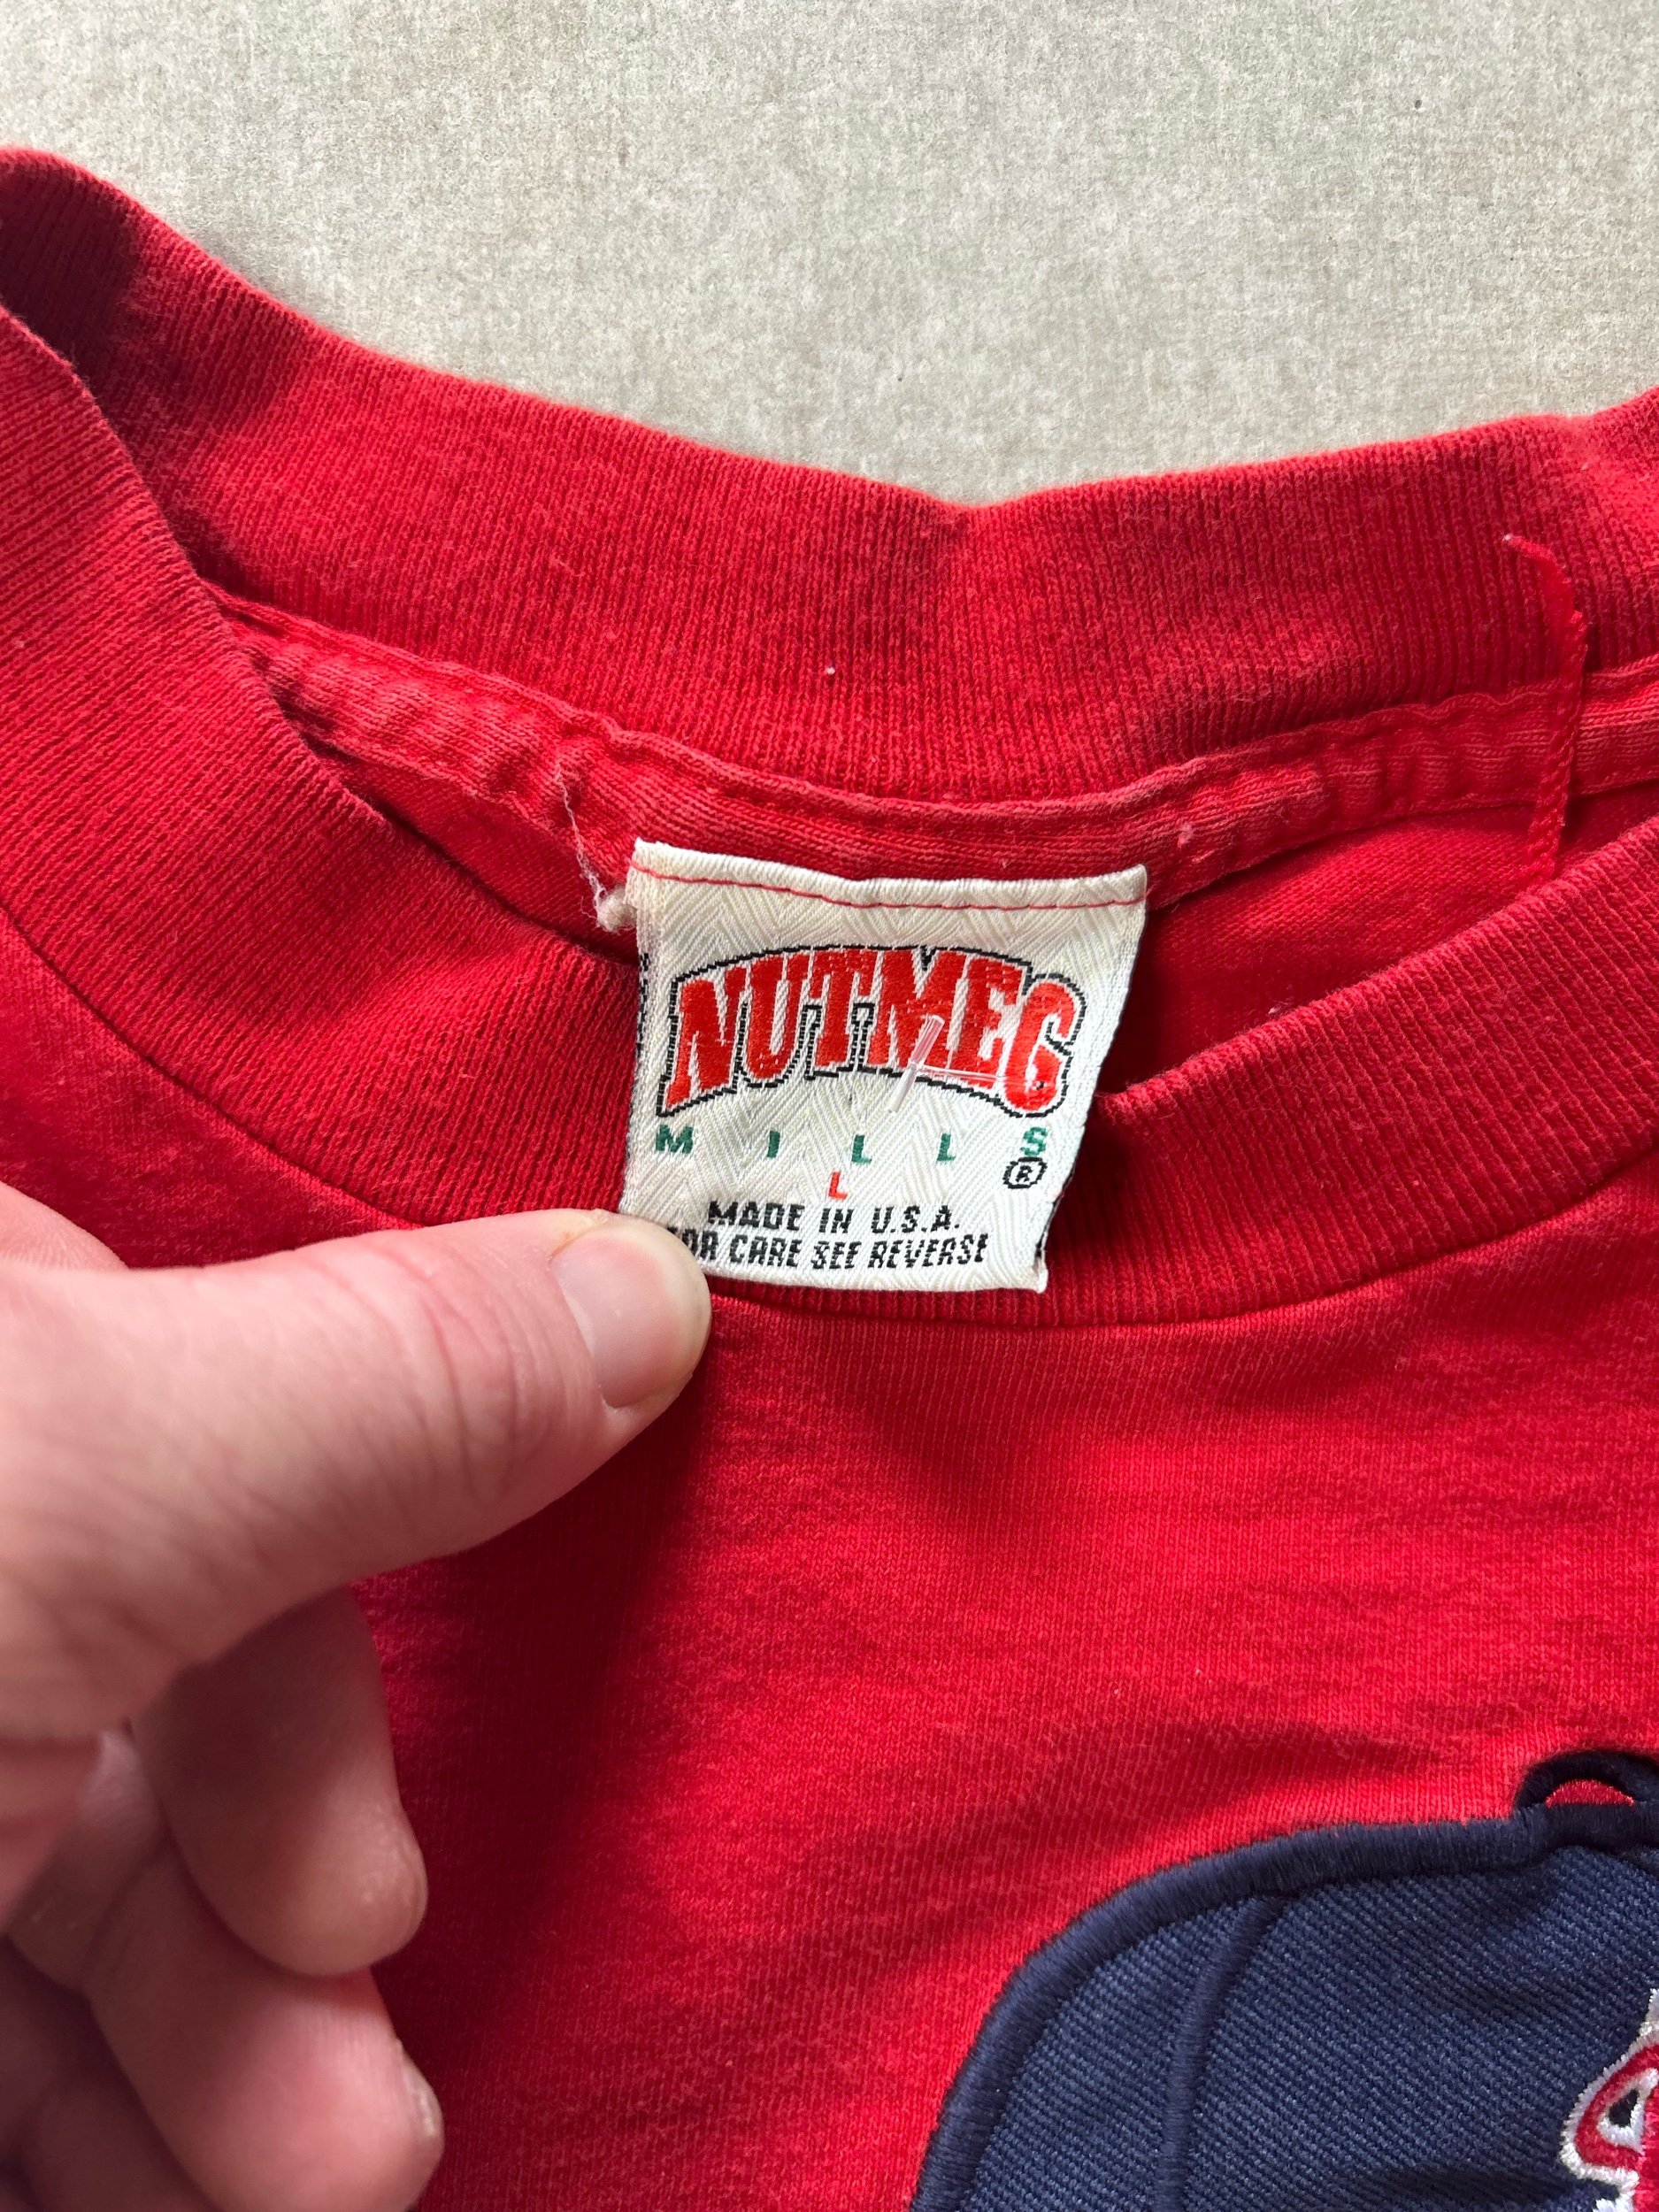 NUTMEG
MILLS
®
L
MADE IN U.S.A.
FOR CARE SEE REVERSE